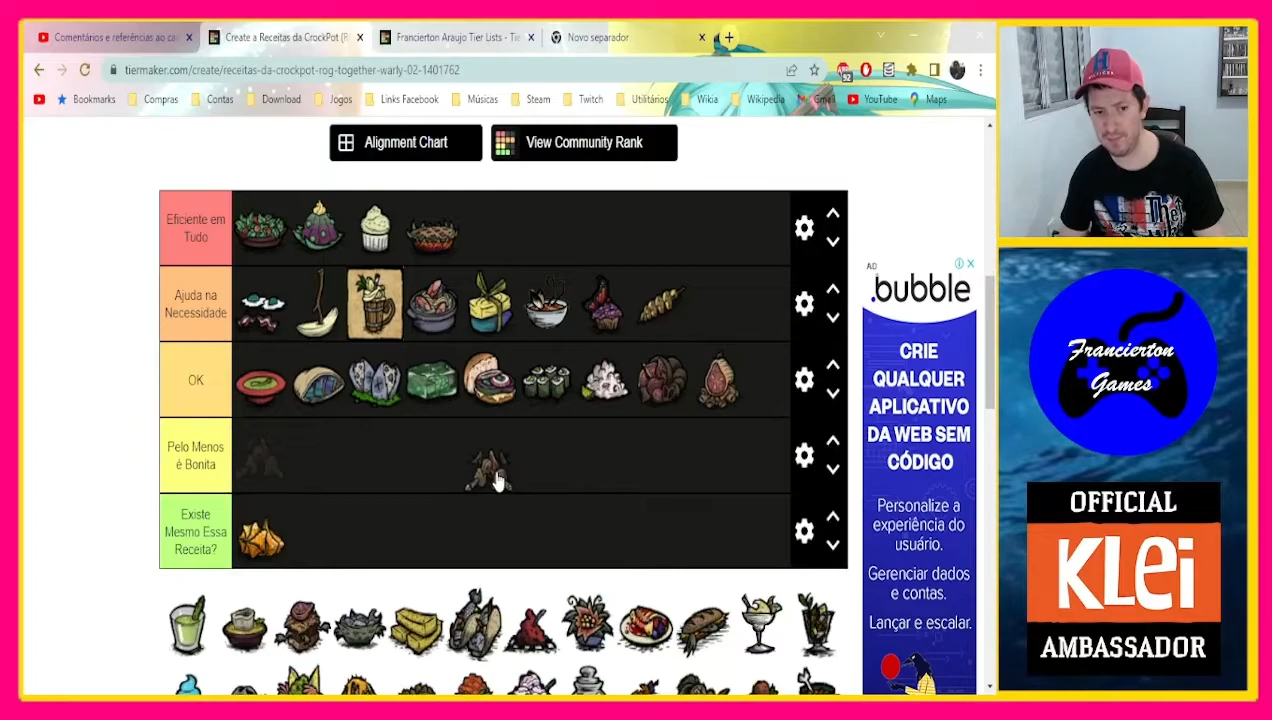 Comentários e referências ao ca
Create a Receitas da CrockPot (R
Francierton Araujo Tier Lists - Tie
Novo separador
tiermaker.com/create/receitas-da-crockpot-rog-together-warly-02-1401762
92
Bookmarks
Compras
Contas
Download
Jogos
Links Facebook
Músicas
Steam
Twitch
Utilitários
Wikia
Wikipedia
Gmail
YouTube
Maps
Alignment Chart
View Community Rank
Eficiente em
Tudo
Ajuda na
Necessidade
OK
Pelo Menos
é Bonita
Existe
Mesmo Essa
Receita?
AD
.bubble
CRIE
QUALQUER
APLICATIVO
DA WEB SEM
CÓDIGO
Personalize a
experiência do
usuário.
Gerenciar dados
e contas.
Lançar e escalar.
H
The
Francierton
Games
OFFICIAL
KLEi
AMBASSADOR